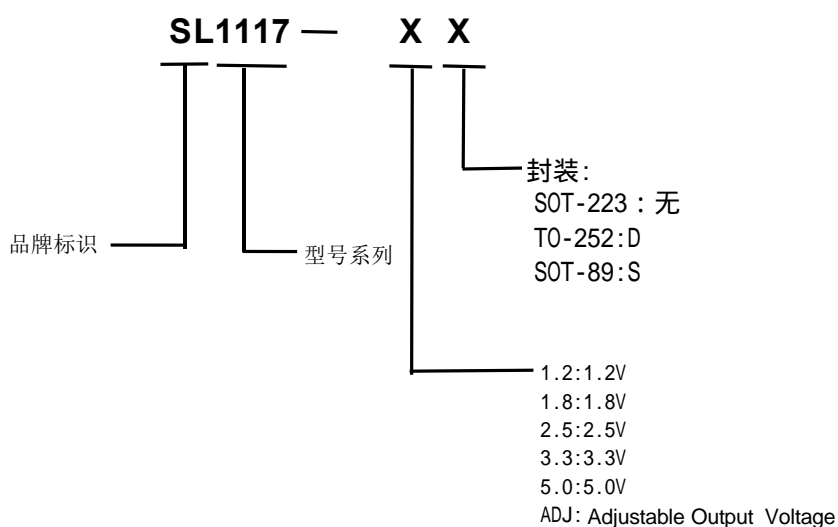 SL1117— X X
封装:
SOT-223：无
TO-252:D
SOT-89:S
品牌标识
型号系列
1.2:1.2V
1.8:1.8V
2.5:2.5V
3.3:3.3V
5.0:5.0V
ADJ: Adjustable Output Voltage